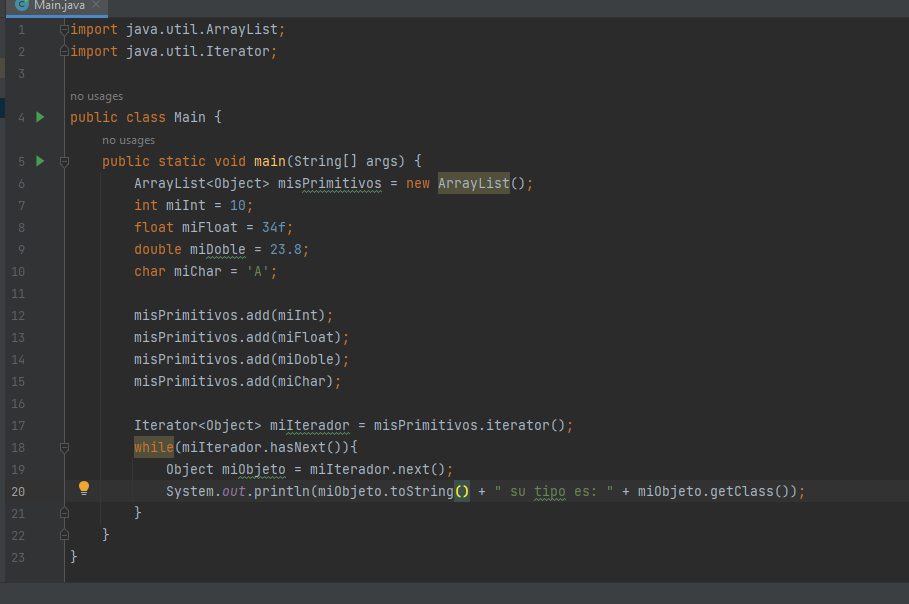 Main.java
1 import java.util.ArrayList;
2 import java.util.Iterator;
3
no usages
4 public class Main {
no usages
5 public static void main(String[] args) {
6 ArrayList<Object> misPrimitivos = new ArrayList();
7 int miInt = 10;
8 float miFloat = 34f;
9 double miDoble = 23.8;
10 char miChar = 'A';
11
12 misPrimitivos.add(miInt);
13 misPrimitivos.add(miFloat);
14 misPrimitivos.add(miDoble);
15 misPrimitivos.add(miChar);
16
17 Iterator<Object> miIterador = misPrimitivos.iterator();
18 while(miIterador.hasNext()){
19 Object miObjeto = miIterador.next();
20 System.out.println(miObjeto.toString() + " su tipo es: " + miObjeto.getClass());
21 }
22 }
23 }